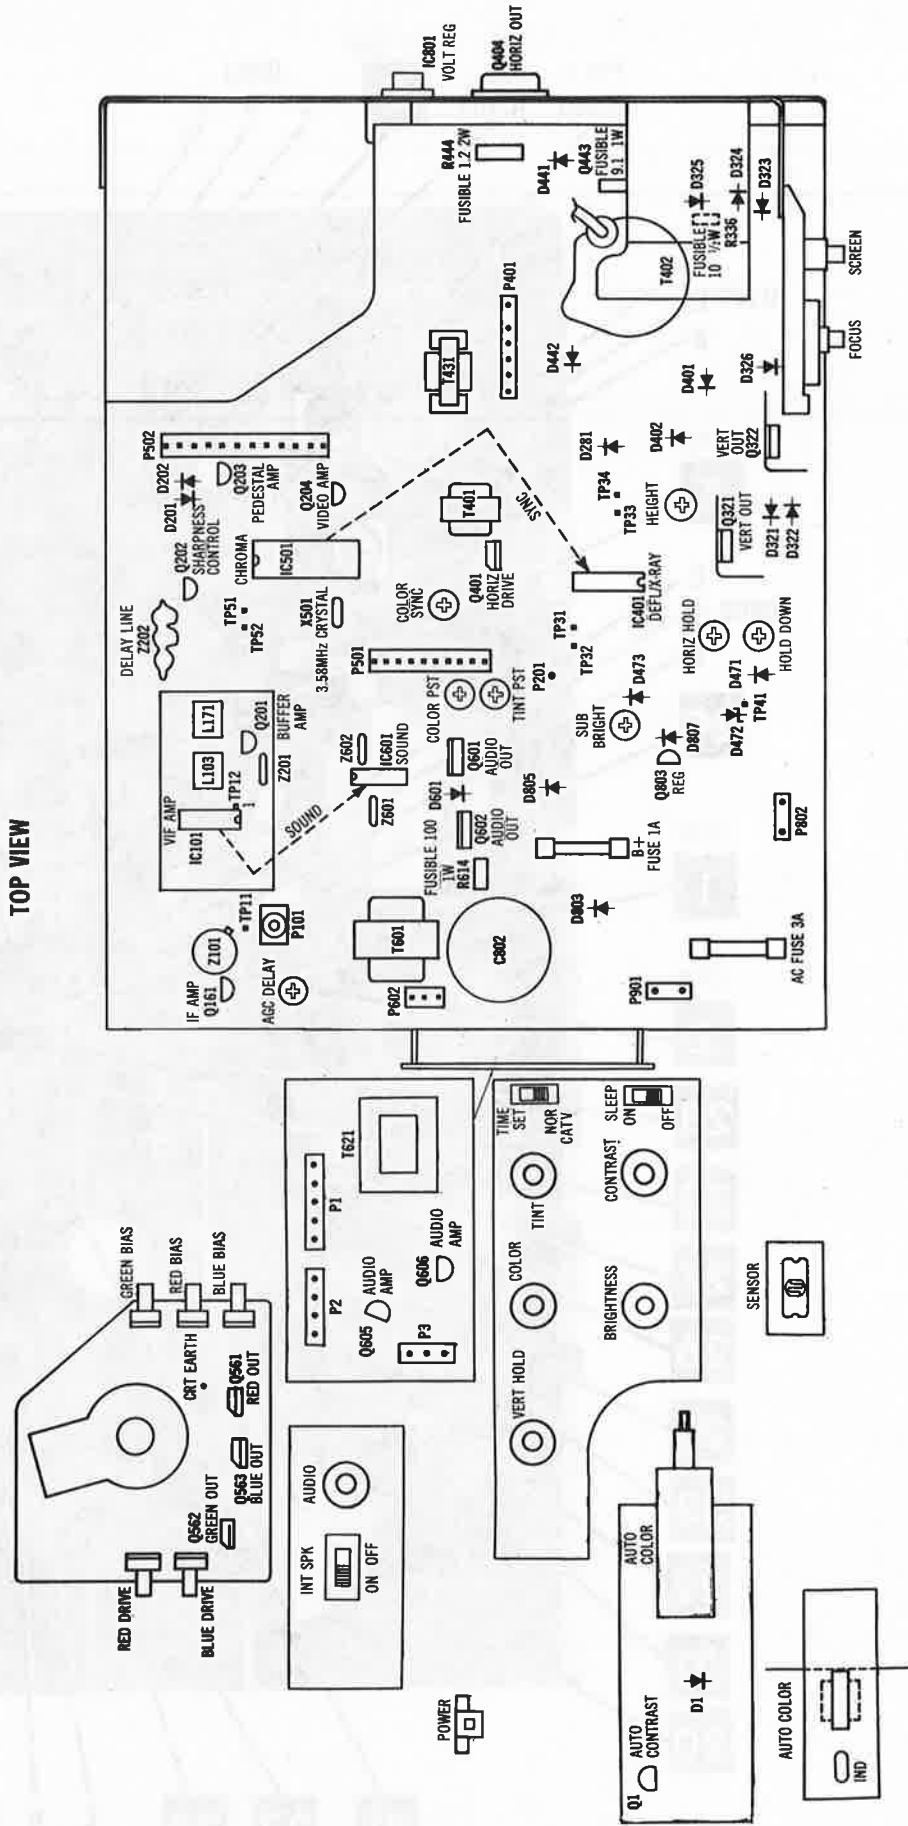 TOP VIEW
IC801
VOLT REG
Q404
HORIZ OUT
R444
FUSIBLE 1.2 2W
D441
Q443
FUSIBLE
9.1 1W
D325
D324
D323
FUSIBLE
10 ½W
R336
T402
SCREEN
FOCUS
P401
T431
D442
D401
D326
P502
D202
D201
Q203
PEDESTAL
AMP
Q204
VIDEO AMP
Q202
SHARPNESS
CONTROL
CHROMA
IC501
T401
SYNC
D281
D402
TP34
TP33
HEIGHT
VERT
OUT
Q322
Q321
VERT OUT
D321
D322
DELAY LINE
Z202
TP51
TP52
X501
3.58MHz CRYSTAL
COLOR
SYNC
Q401
HORIZ
DRIVE
IC401
DEFL/X-RAY
P501
TP31
TP32
P201
HORIZ HOLD
HOLD DOWN
D471
TP41
D472
COLOR PST
TINT PST
D473
SUB
BRIGHT
D807
Q803
REG
VIF AMP
L171
L103
Q201
BUFFER
AMP
Z201
TP12
1
IC101
SOUND
Z602
IC601
SOUND
Z601
D601
Q601
AUDIO
OUT
Q602
AUDIO
OUT
FUSIBLE 100
1W
R614
D805
B+
FUSE 1A
P802
D803
AC FUSE 3A
TP11
Z101
P101
IF AMP
Q161
AGC DELAY
T601
C802
P602
P901
T621
P1
P2
P3
Q605
AUDIO
AMP
Q606
AUDIO
AMP
TIME
SET
NOR
CATV
SLEEP
ON
OFF
TINT
CONTRAST
COLOR
BRIGHTNESS
VERT HOLD
SENSOR
GREEN BIAS
RED BIAS
BLUE BIAS
CRT EARTH
Q561
RED OUT
Q563
BLUE OUT
Q562
GREEN OUT
RED DRIVE
BLUE DRIVE
AUDIO
INT SPK
ON OFF
POWER
AUTO
COLOR
Q1
AUTO
CONTRAST
D1
AUTO COLOR
IND